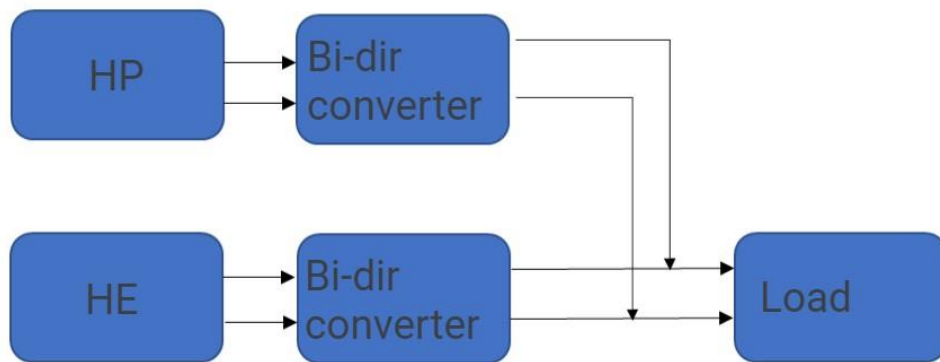 HP
Bi-dir
converter
HE
Bi-dir
converter
Load